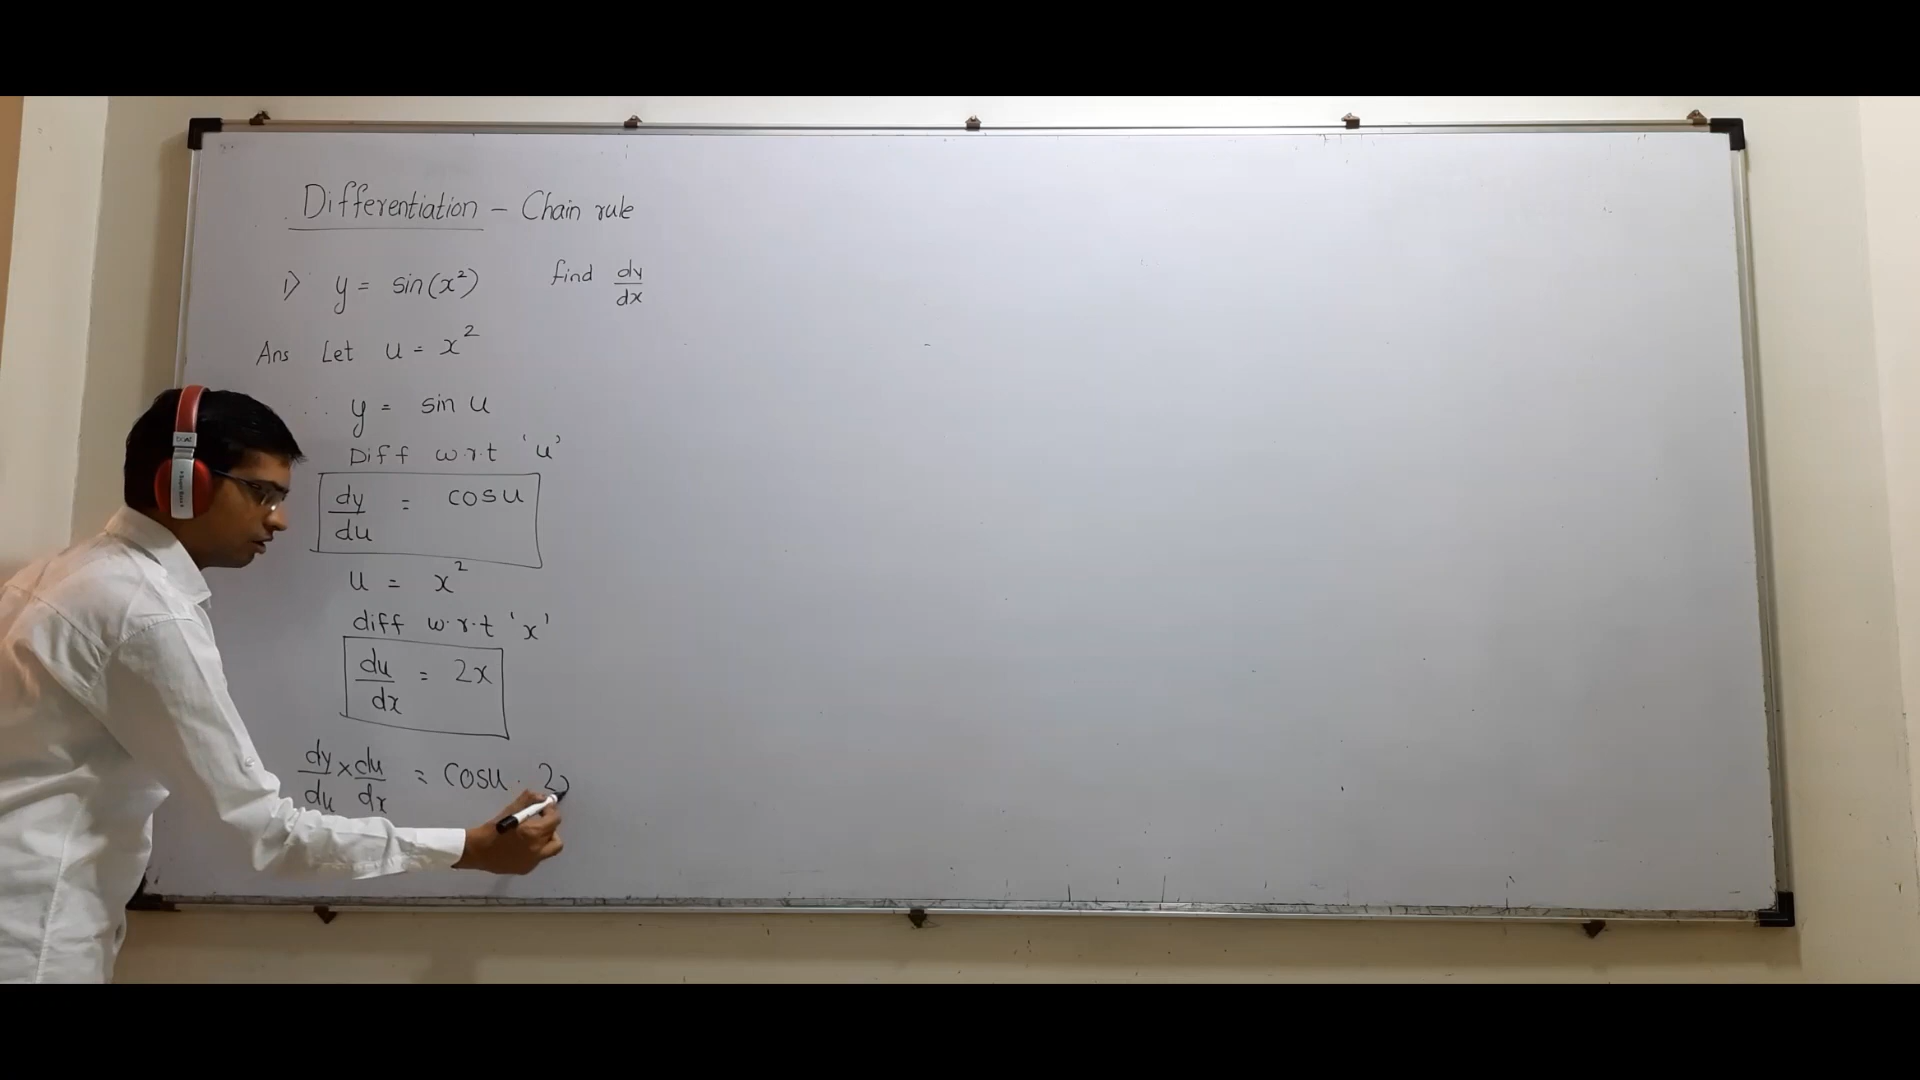 Differentiation - Chain rule
1) y = sin(x²) find dy/dx
Ans Let u = x²
∴ y = sin u
Diff w.r.t 'u'
dy/du = cosu
u = x²
diff w.r.t 'x'
du/dx = 2x
dy/du × du/dx = cosu · 2